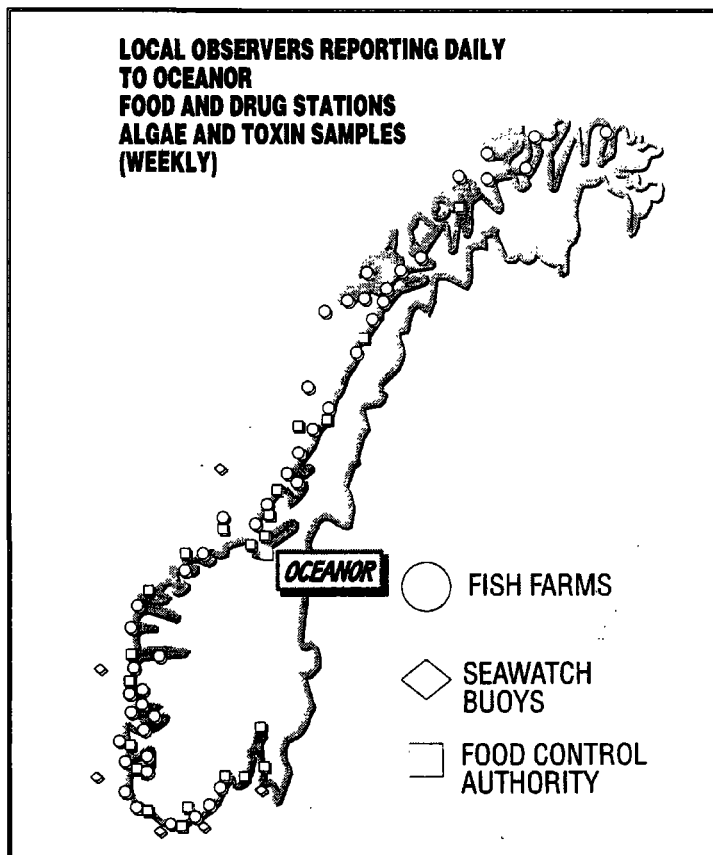 LOCAL OBSERVERS REPORTING DAILY
TO OCEANOR
FOOD AND DRUG STATIONS
ALGAE AND TOXIN SAMPLES
(WEEKLY)
OCEANOR
FISH FARMS
SEAWATCH
BUOYS
FOOD CONTROL
AUTHORITY